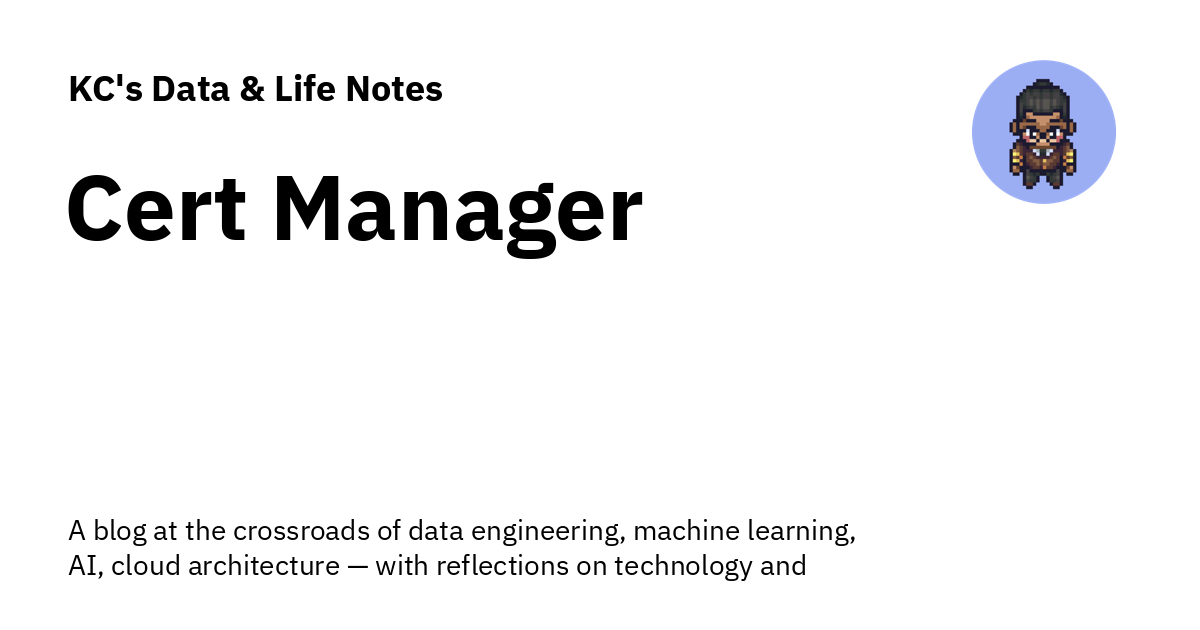 KC's Data & Life Notes
Cert Manager
A blog at the crossroads of data engineering, machine learning,
AI, cloud architecture — with reflections on technology and